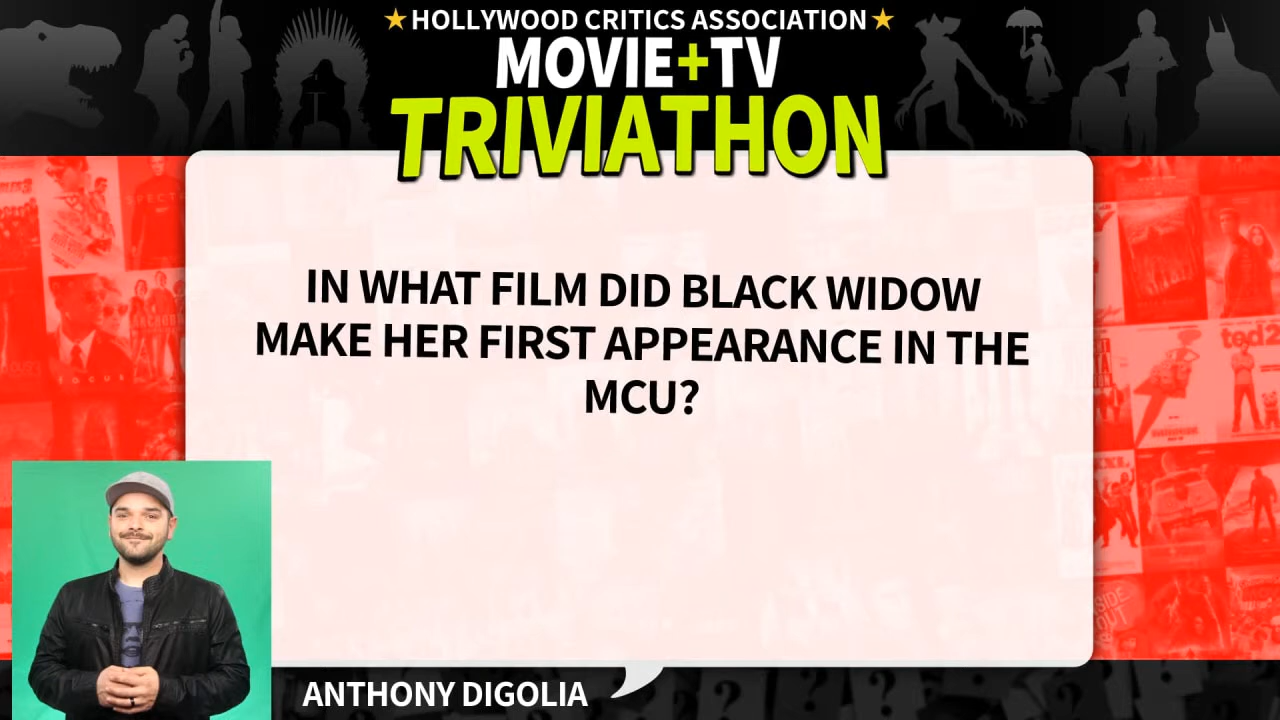 ★HOLLYWOOD CRITICS ASSOCIATION★
MOVIE+TV
TRIVIATHON
IN WHAT FILM DID BLACK WIDOW
MAKE HER FIRST APPEARANCE IN THE
MCU?
ted2
ANTHONY DIGOLIA